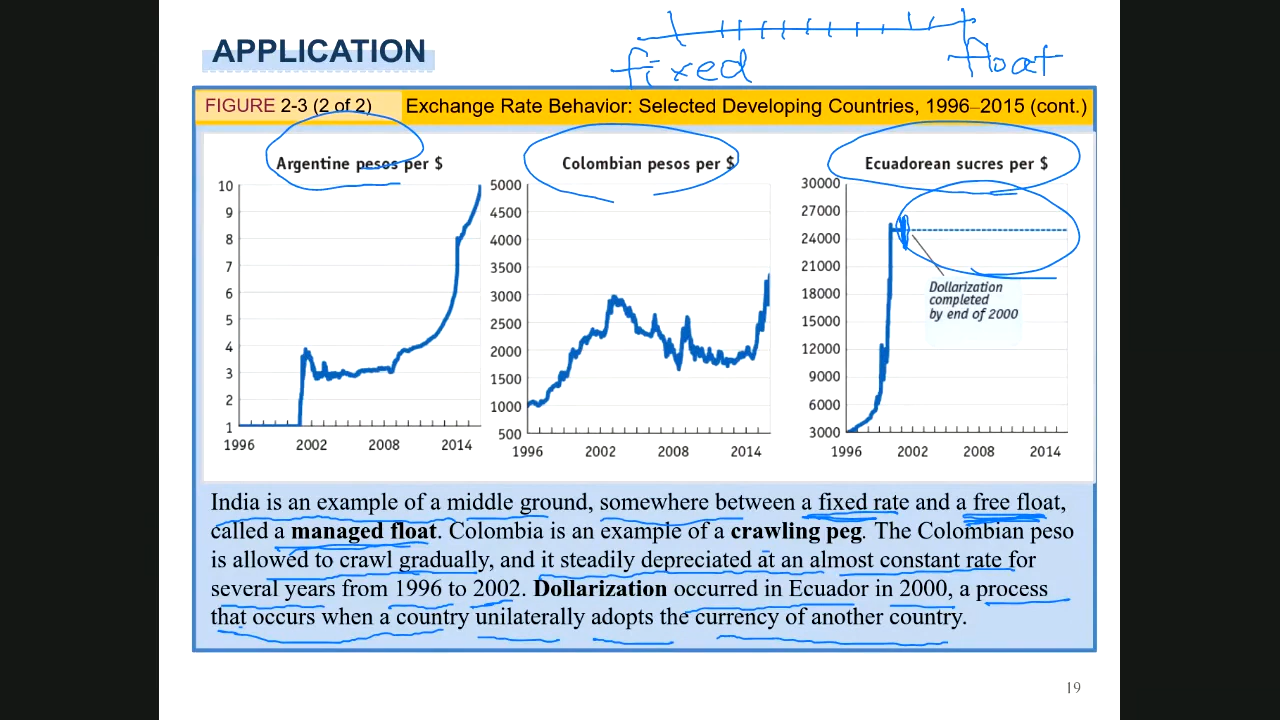 APPLICATION
fixed
float
FIGURE 2-3 (2 of 2) Exchange Rate Behavior: Selected Developing Countries, 1996–2015 (cont.)
Argentine pesos per $
10
9
8
7
6
5
4
3
2
1
1996 2002 2008 2014
Colombian pesos per $
5000
4500
4000
3500
3000
2500
2000
1500
1000
500
1996 2002 2008 2014
Ecuadorean sucres per $
30000
27000
24000
21000
18000
15000
12000
9000
6000
3000
1996 2002 2008 2014
Dollarization
completed
by end of 2000
India is an example of a middle ground, somewhere between a fixed rate and a free float,
called a managed float. Colombia is an example of a crawling peg. The Colombian peso
is allowed to crawl gradually, and it steadily depreciated at an almost constant rate for
several years from 1996 to 2002. Dollarization occurred in Ecuador in 2000, a process
that occurs when a country unilaterally adopts the currency of another country.
19